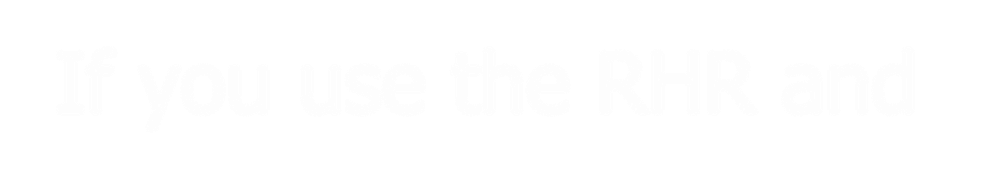 If you use the RHR and